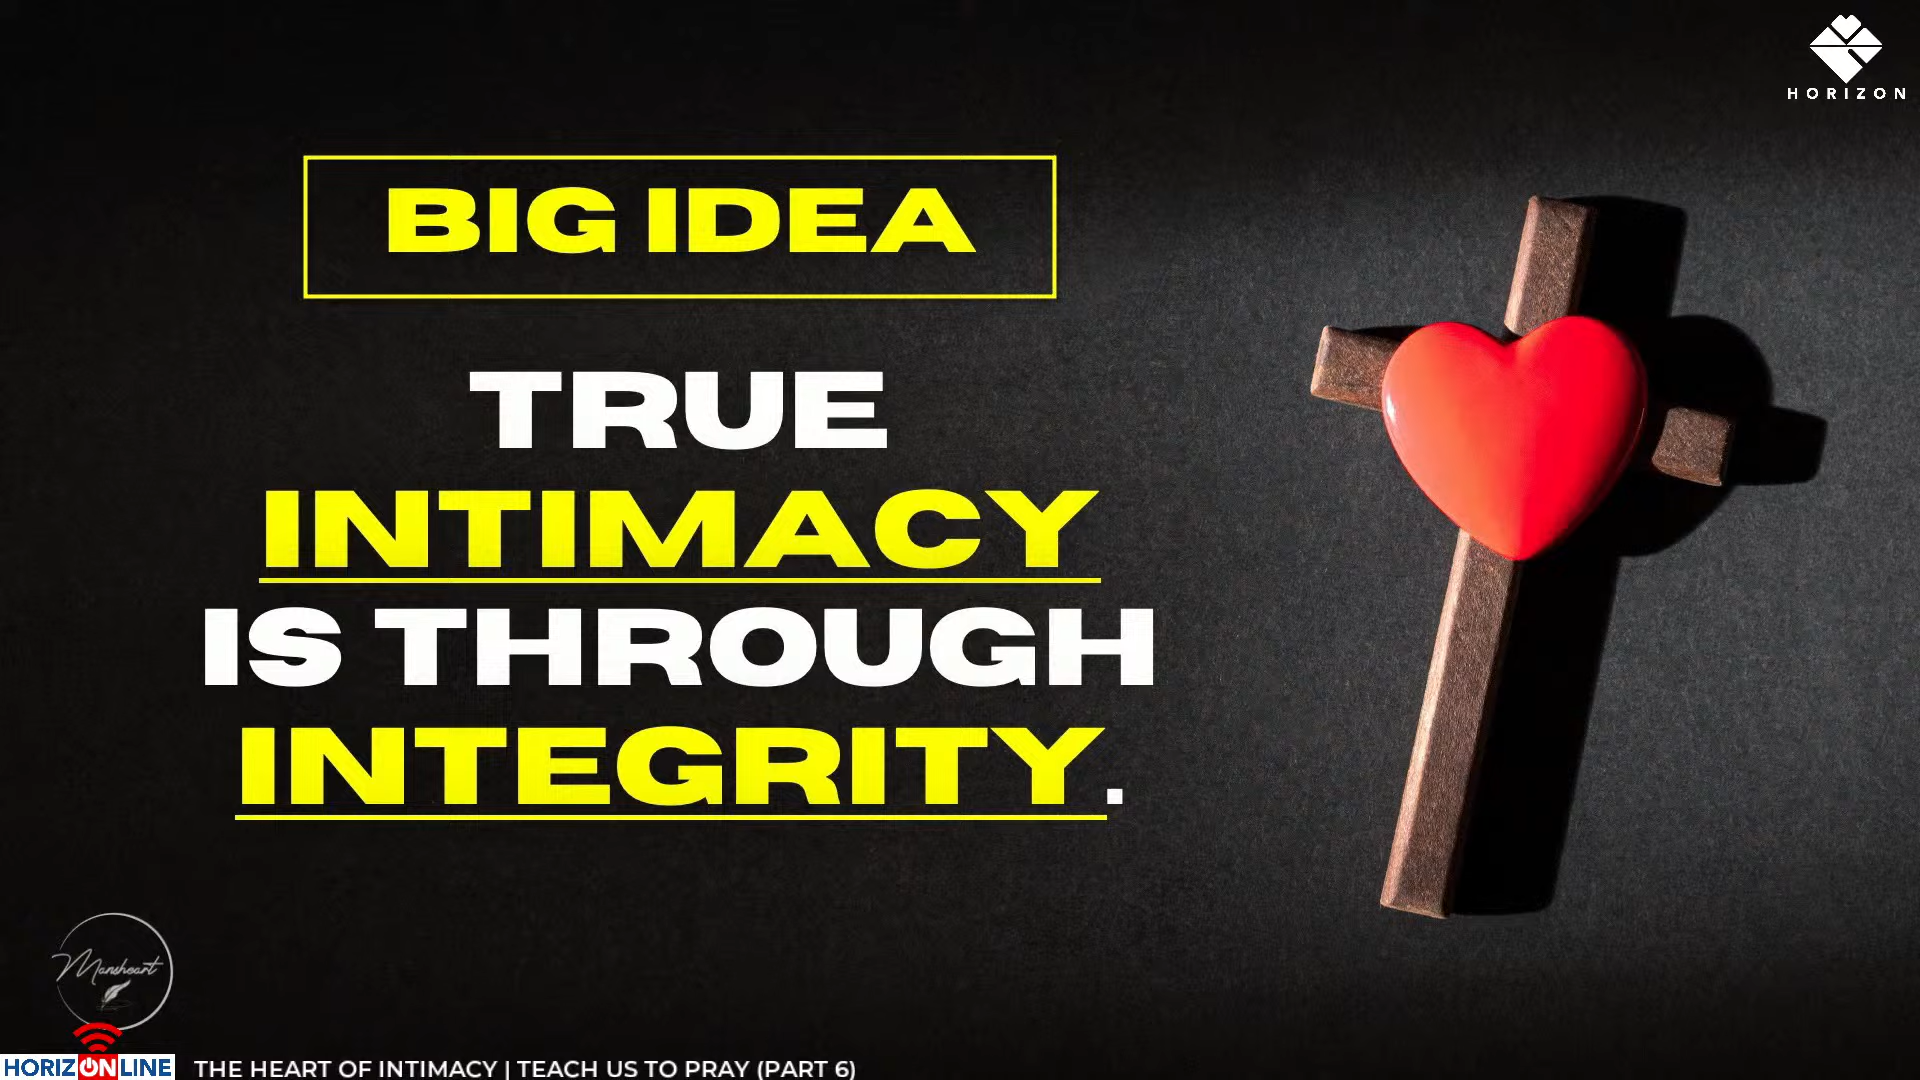 HORIZON
BIG IDEA
TRUE
INTIMACY
IS THROUGH
INTEGRITY.
Mansheart
HORIZONLINE
THE HEART OF INTIMACY | TEACH US TO PRAY (PART 6)